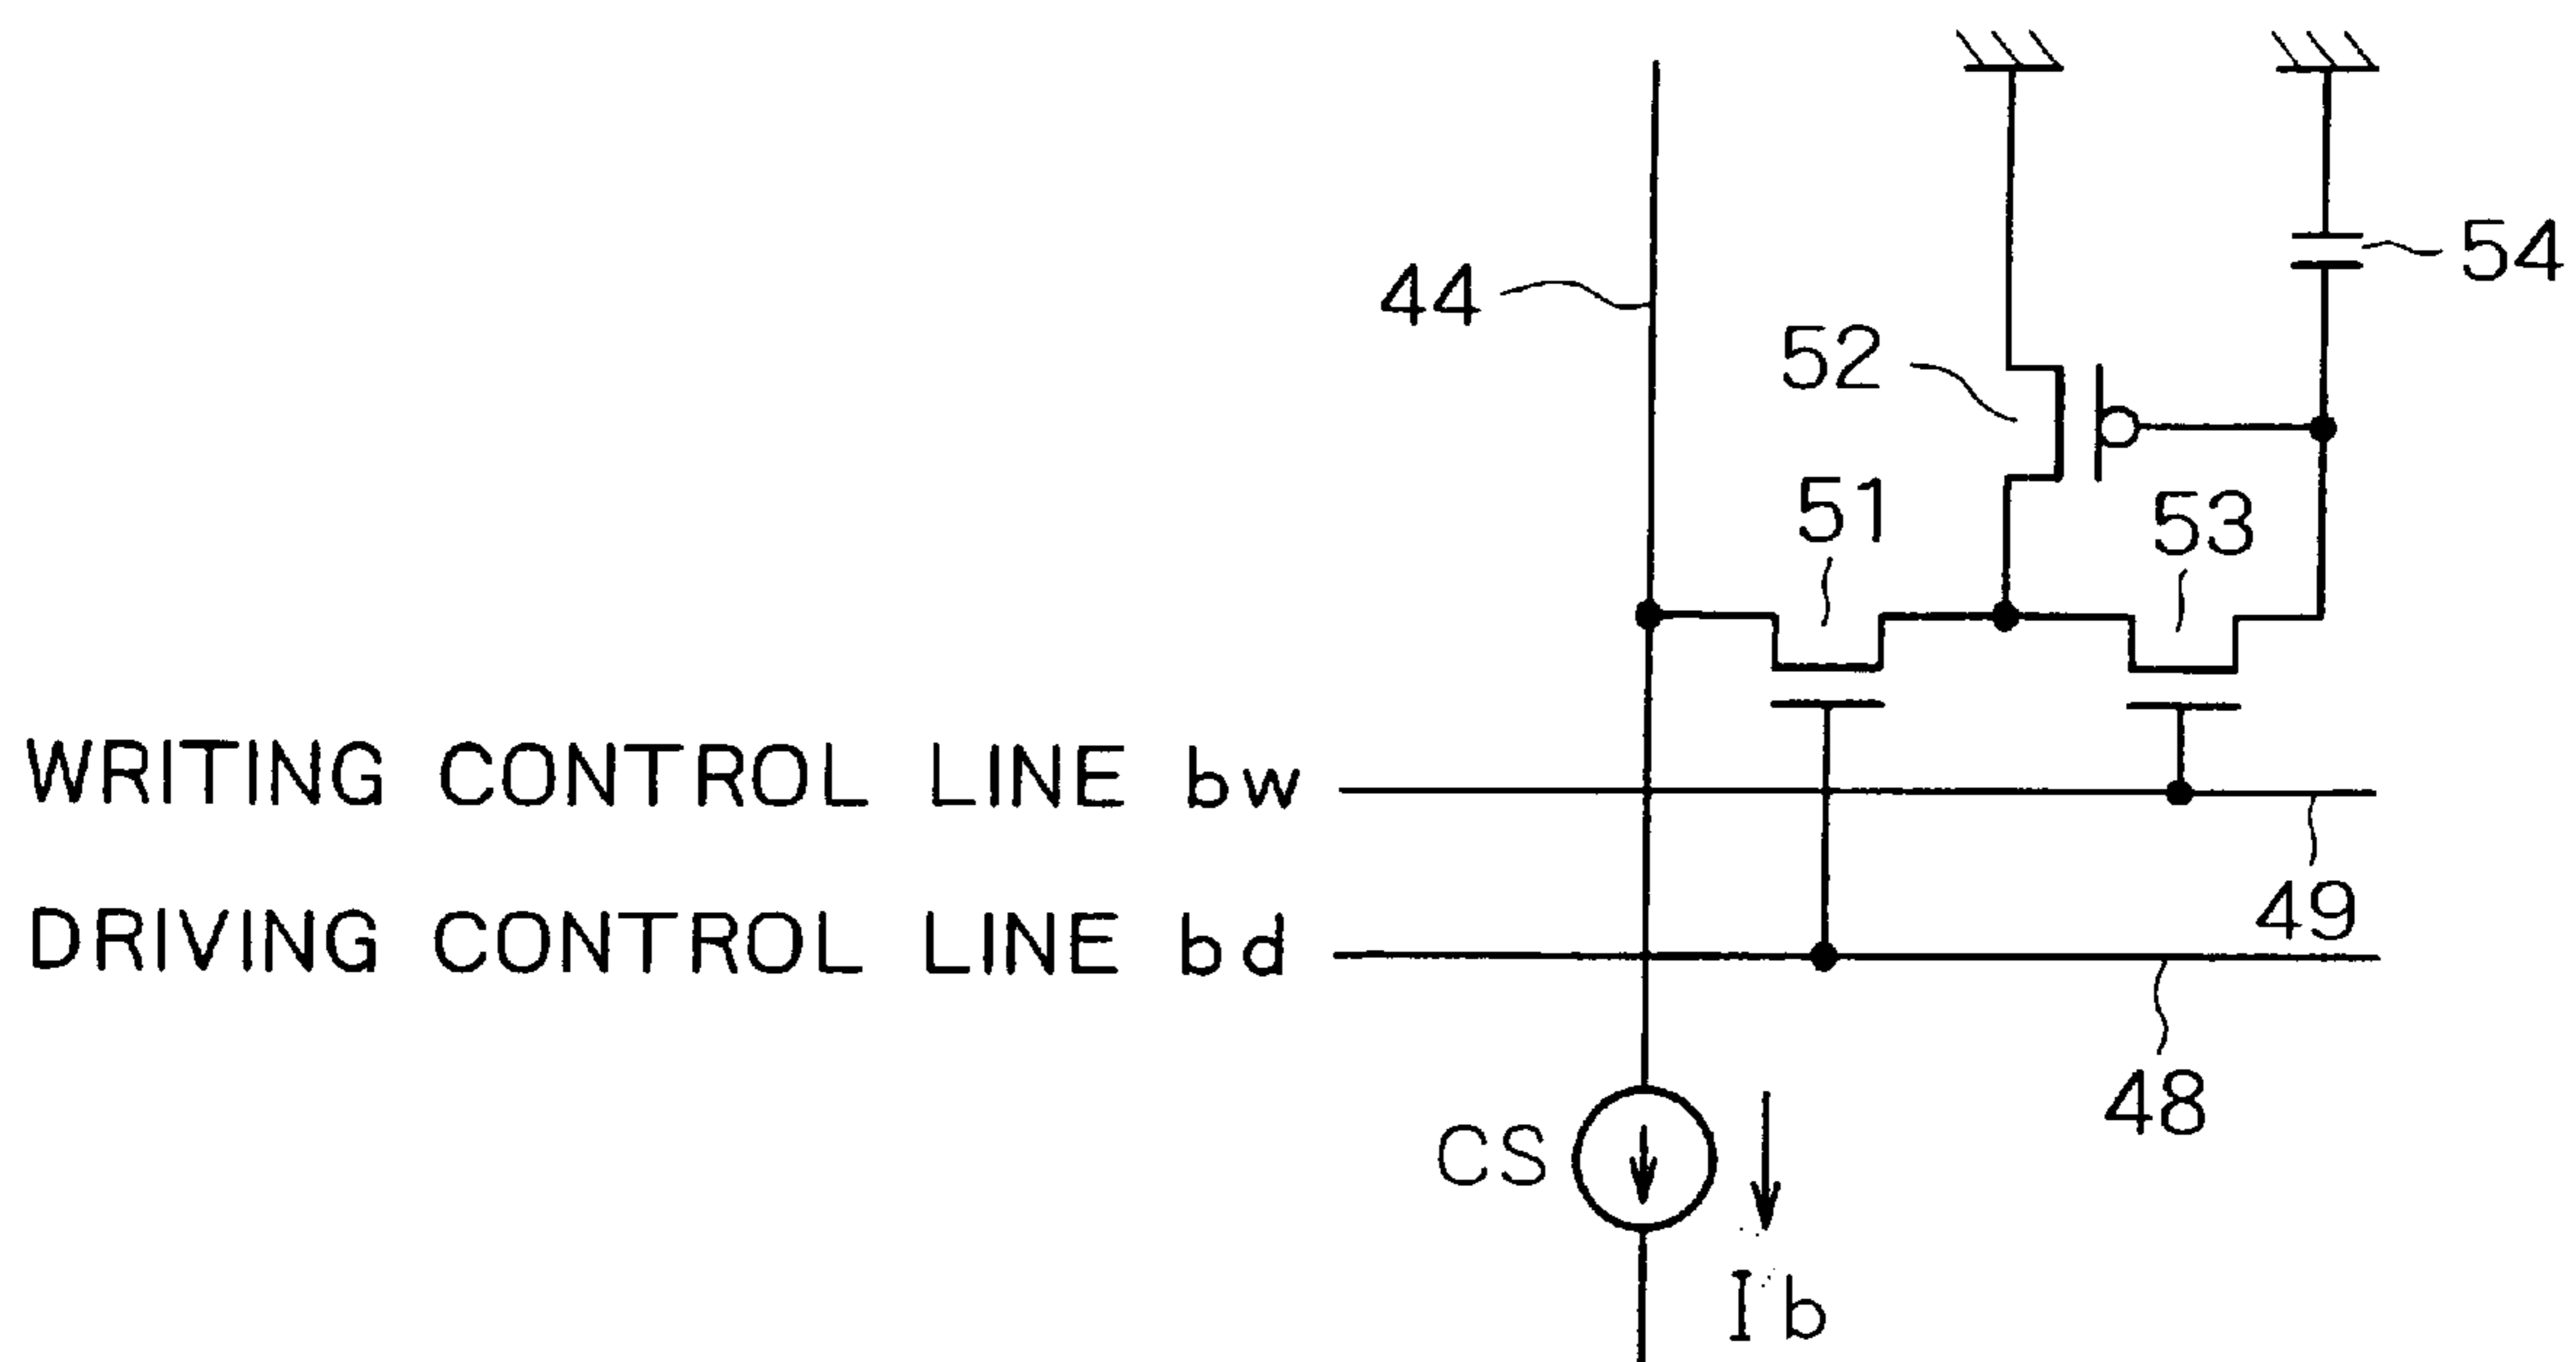 54
44
52
51
53
WRITING CONTROL LINE bw
49
DRIVING CONTROL LINE bd
48
CS
Ib